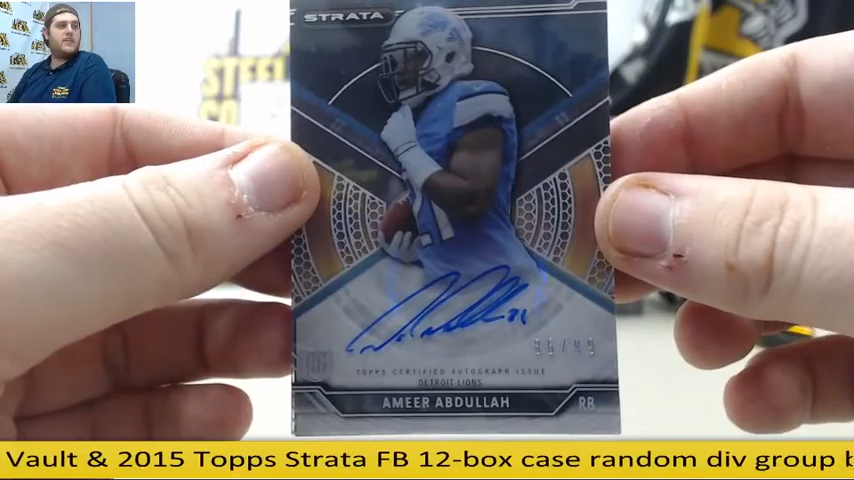 STRATA
21
TOPPS CERTIFIED AUTOGRAPH ISSUE
DETROIT LIONS
AMEER ABDULLAH
RB
Vault & 2015 Topps Strata FB 12-box case random div group b